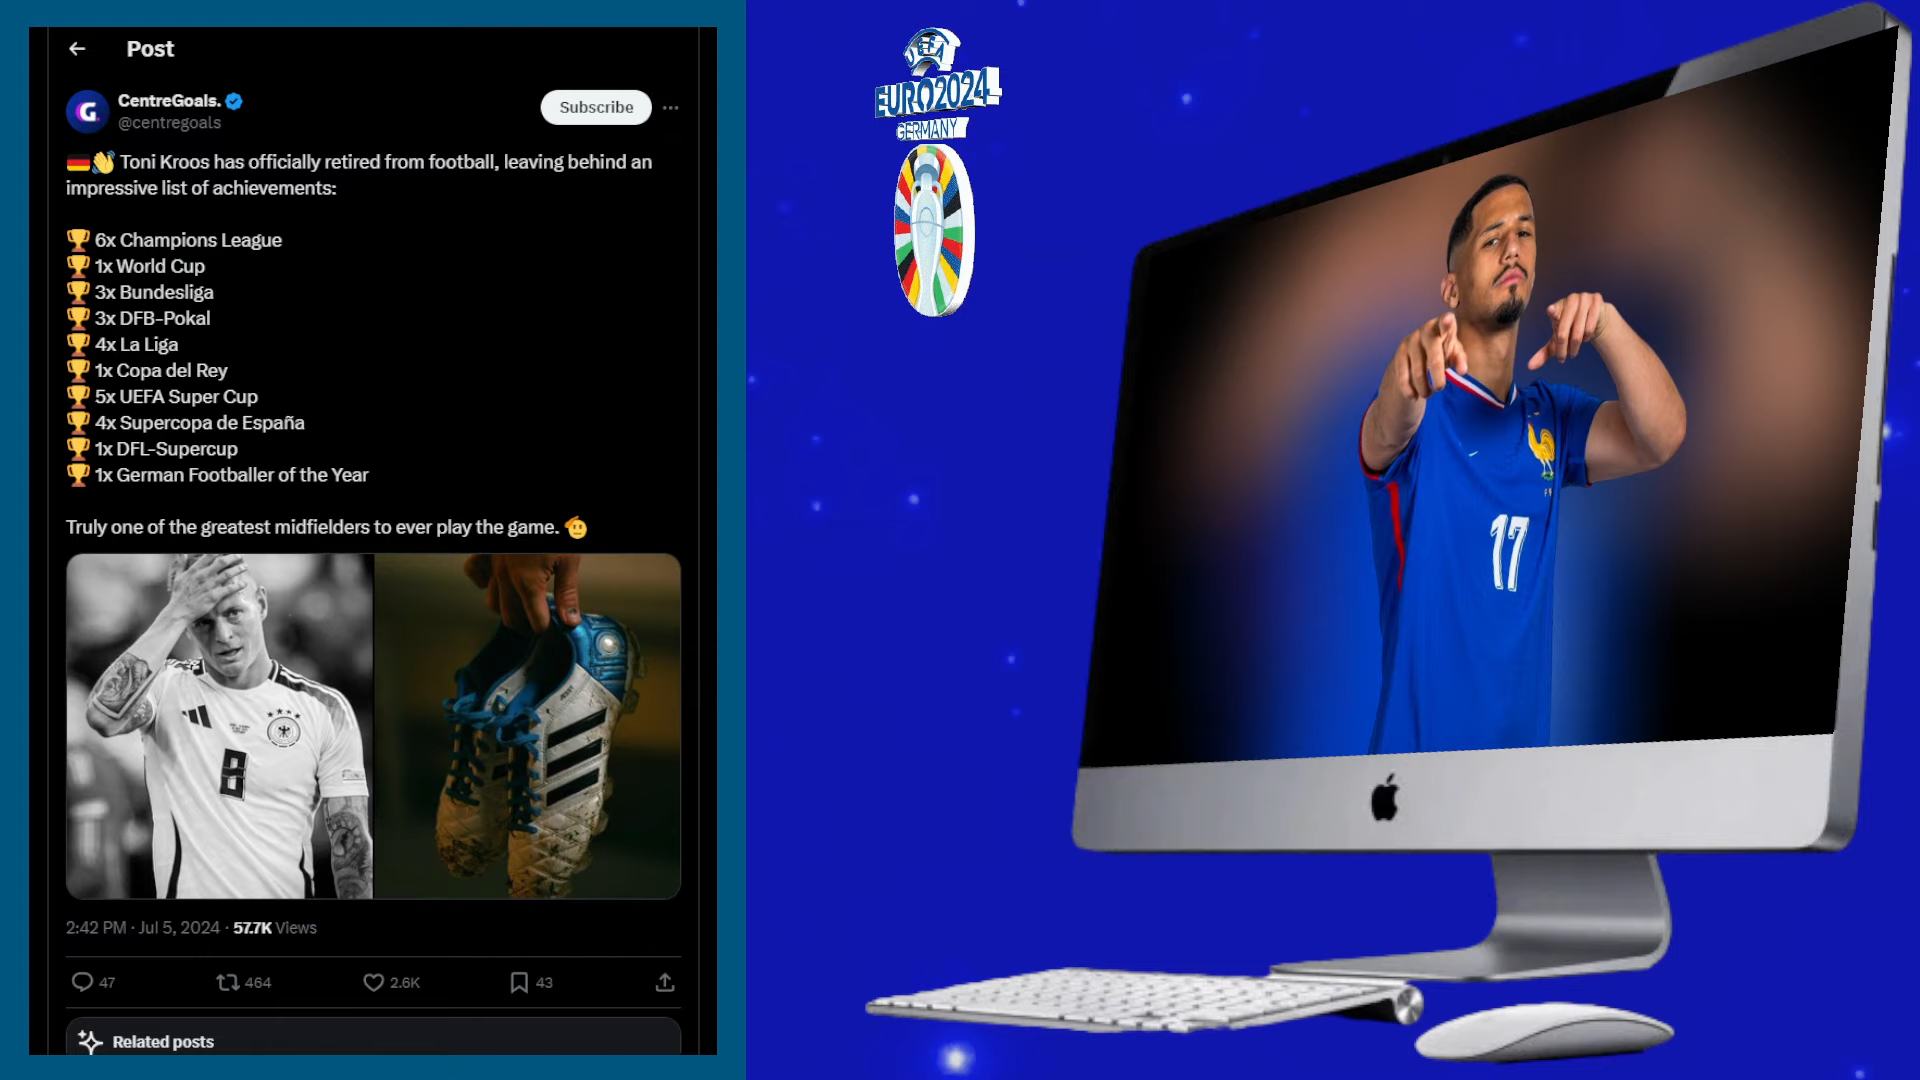 Post
CentreGoals.
@centregoals
Subscribe
Toni Kroos has officially retired from football, leaving behind an
impressive list of achievements:
6x Champions League
1x World Cup
3x Bundesliga
3x DFB-Pokal
4x La Liga
1x Copa del Rey
5x UEFA Super Cup
4x Supercopa de España
1x DFL-Supercup
1x German Footballer of the Year
Truly one of the greatest midfielders to ever play the game.
8
2:42 PM · Jul 5, 2024 · 57.7K Views
47 464 2.6K 43
Related posts
UEFA
EURO2024
GERMANY
17